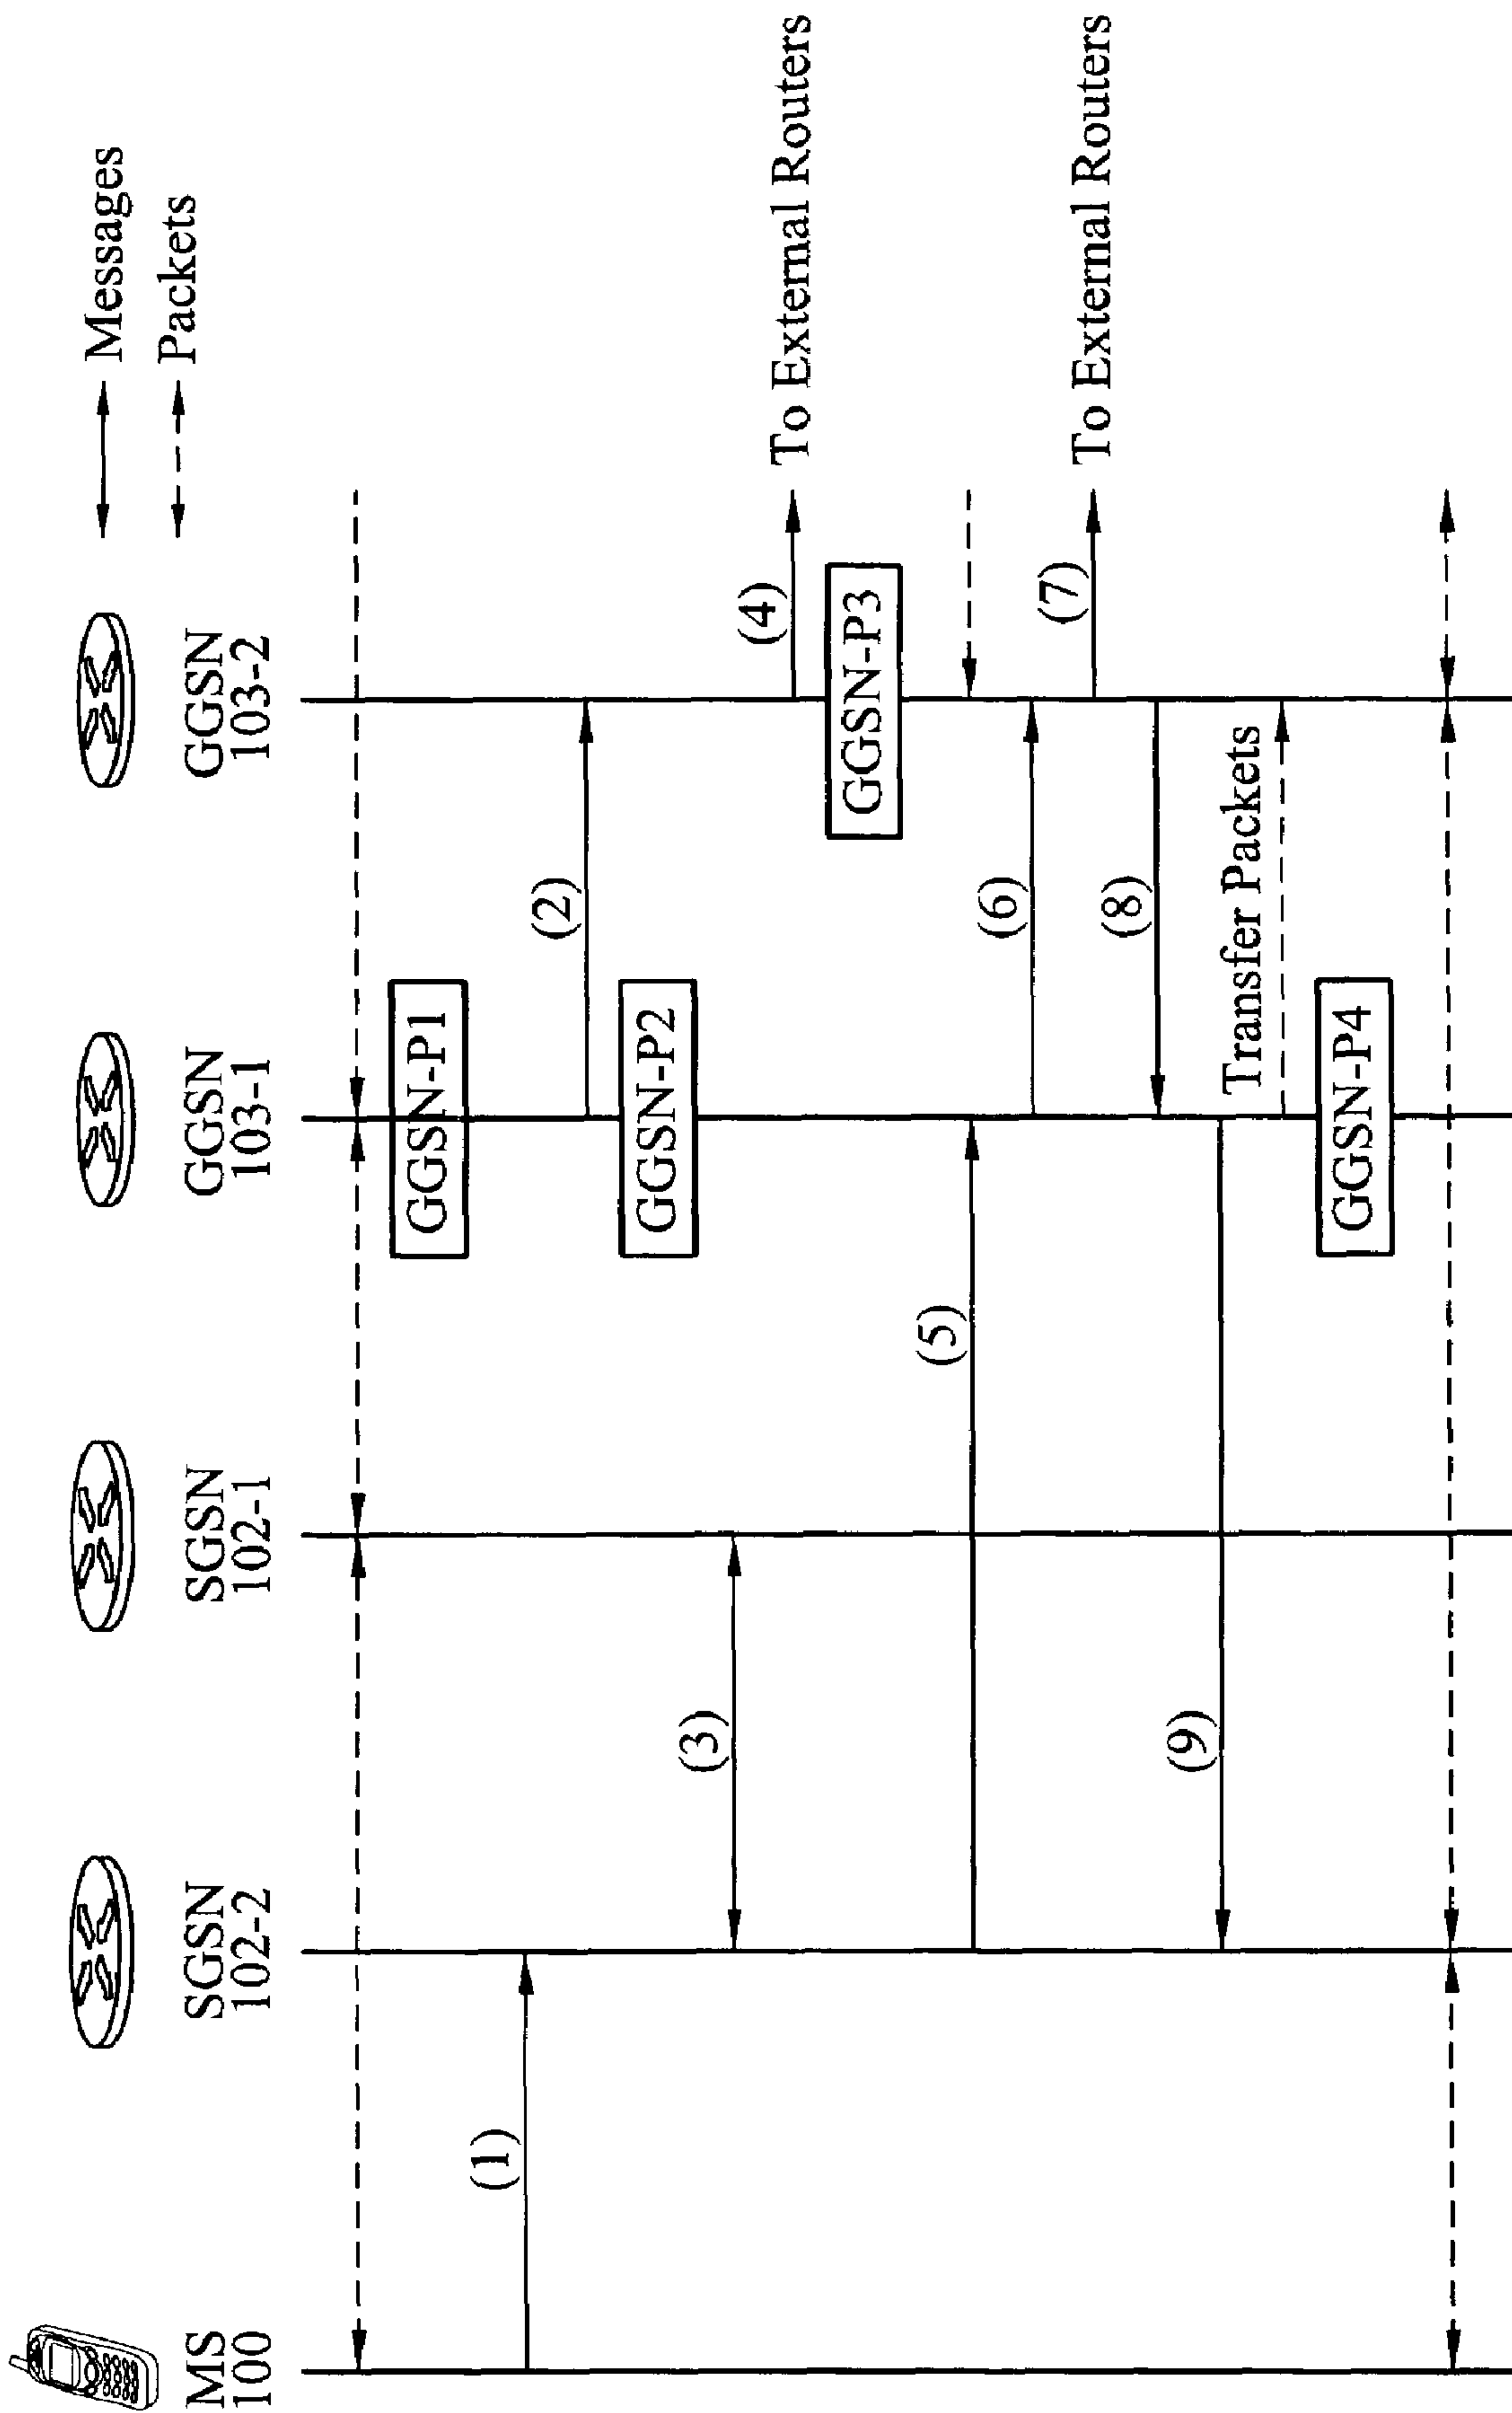 Messages
Packets
MS
100
SGSN
102-2
SGSN
102-1
GGSN
103-1
GGSN
103-2
GGSN-P1
(1)
(2)
GGSN-P2
(3)
(4)
To External Routers
GGSN-P3
(5)
(6)
(7)
To External Routers
(8)
(9)
Transfer Packets
GGSN-P4